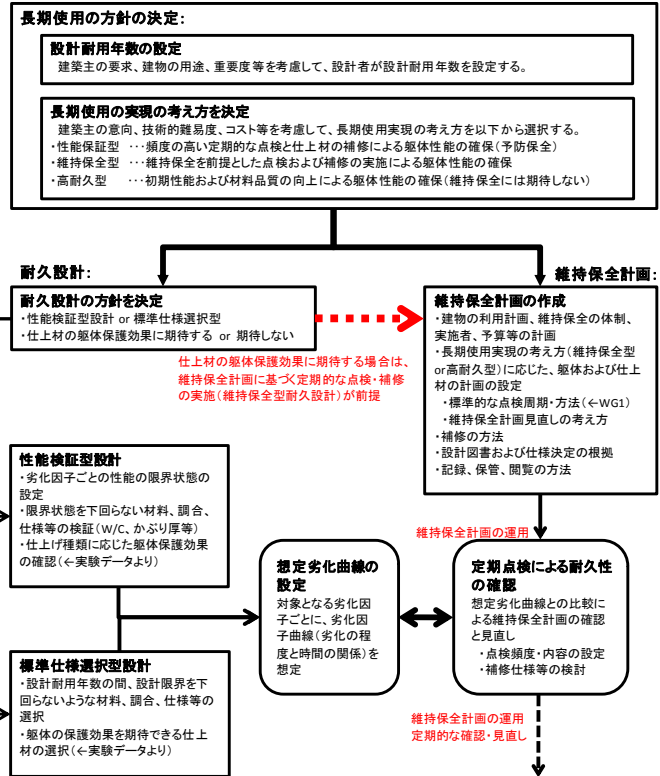 長期使用の方針の決定:
設計耐用年数の設定
建築主の要求、建物の用途、重要度等を考慮して、設計者が設計耐用年数を設定する。
長期使用の実現の考え方を決定
建築主の意向、技術的難易度、コスト等を考慮して、長期使用実現の考え方を以下から選択する。
・性能保証型 …頻度の高い定期的な点検と仕上材の補修による躯体性能の確保(予防保全)
・維持保全型 …維持保全を前提とした点検および補修の実施による躯体性能の確保
・高耐久型 …初期性能および材料品質の向上による躯体性能の確保(維持保全には期待しない)
耐久設計:
耐久設計の方針を決定
・性能検証型設計 or 標準仕様選択型
・仕上材の躯体保護効果に期待する or 期待しない
仕上材の躯体保護効果に期待する場合は、
維持保全計画に基づく定期的な点検・補修
の実施(維持保全型耐久設計)が前提
維持保全計画:
維持保全計画の作成
・建物の利用計画、維持保全の体制、
実施者、予算等の計画
・長期使用実現の考え方(維持保全型
or高耐久型)に応じた、躯体および仕上
材の計画の設定
・標準的な点検周期・方法(←WG1)
・維持保全計画見直しの考え方
・補修の方法
・設計図書および仕様決定の根拠
・記録、保管、閲覧の方法
性能検証型設計
・劣化因子ごとの性能の限界状態の
設定
・限界状態を下回らない材料、調合、
仕様等の検証(W/C、かぶり厚等)
・仕上げ種類に応じた躯体保護効果
の確認(←実験データより)
標準仕様選択型設計
・設計耐用年数の間、設計限界を下
回らないような材料、調合、仕様等の
選択
・躯体の保護効果を期待できる仕上
材の選択(←実験データより)
想定劣化曲線の
設定
対象となる劣化因
子ごとに、劣化因
子曲線(劣化の程
度と時間の関係)を
想定
維持保全計画の運用
定期点検による耐久性
の確認
想定劣化曲線との比較に
よる維持保全計画の確認
と見直し
・点検頻度・内容の設定
・補修仕様等の検討
維持保全計画の運用
定期的な確認・見直し